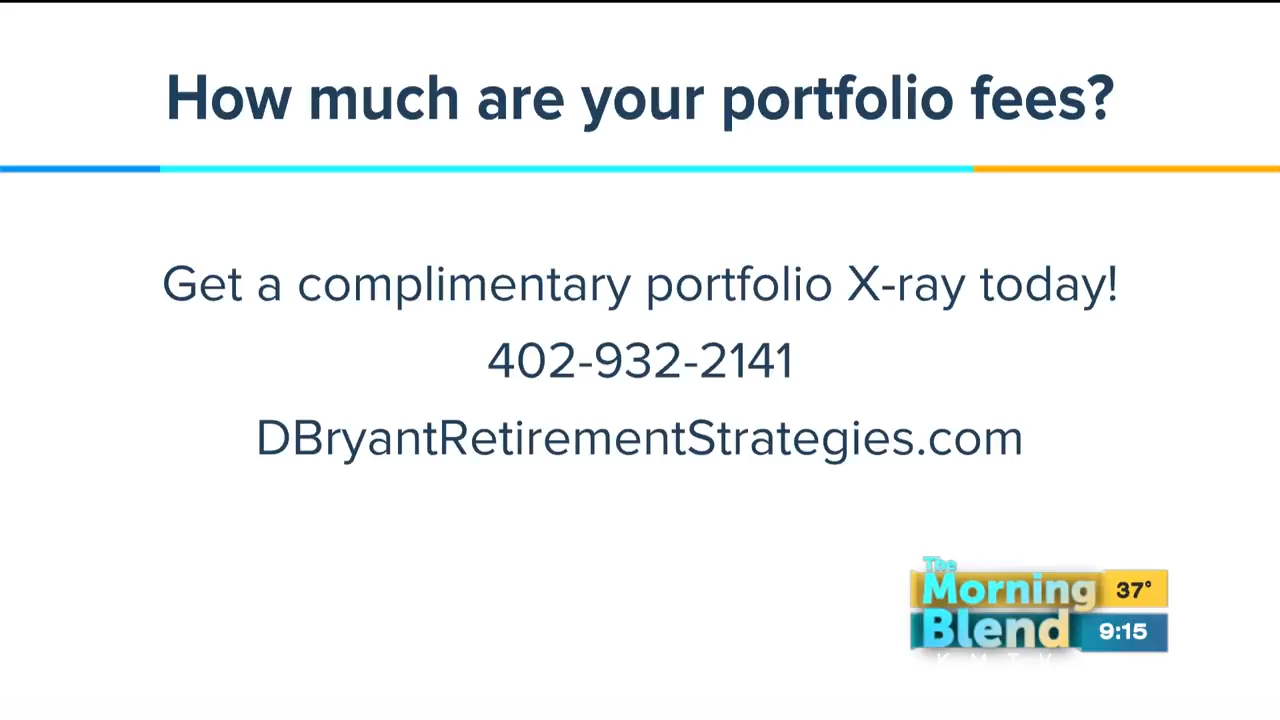 How much are your portfolio fees?
Get a complimentary portfolio X-ray today!
402-932-2141
DBryantRetirementStrategies.com
The
Morning 37°
Blend 9:15
K M T V